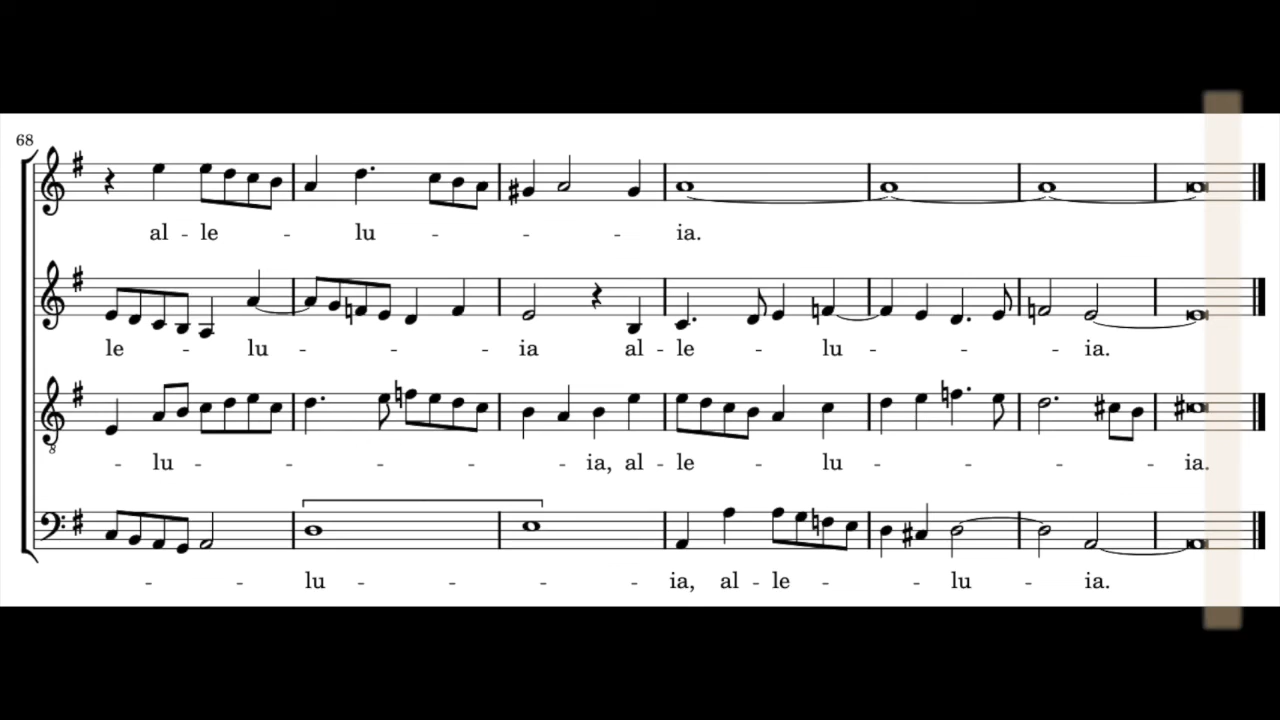 68
al - le - lu - - - ia.
le - lu - - - ia al - le - lu - - - ia.
- lu - - - - - ia, al - le - lu - - - - ia.
- - lu - - - - ia, al - le - - lu - ia.